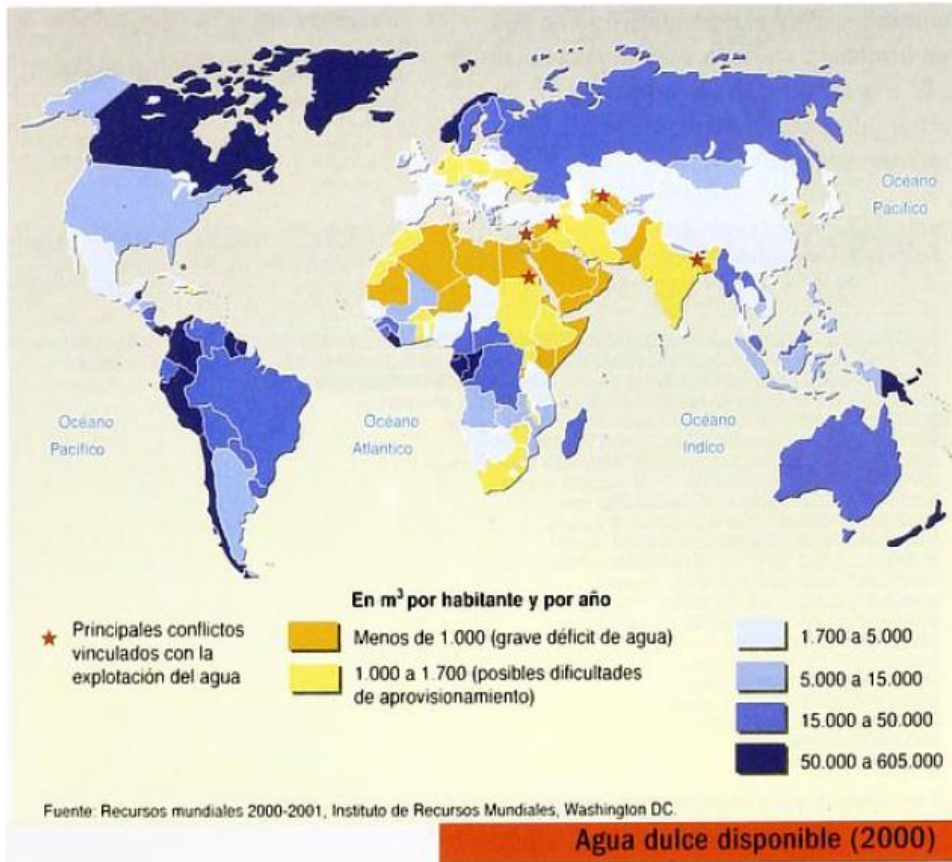 Océano
Pacífico
Océano
Pacífico
Océano
Atlántico
Océano
Indico
En m³ por habitante y por año
Principales conflictos
vinculados con la
explotación del agua
Menos de 1.000 (grave déficit de agua)
1.000 a 1.700 (posibles dificultades
de aprovisionamiento)
1.700 a 5.000
5.000 a 15.000
15.000 a 50.000
50.000 a 605.000
Fuente: Recursos mundiales 2000-2001, Instituto de Recursos Mundiales, Washington DC.
Agua dulce disponible (2000)